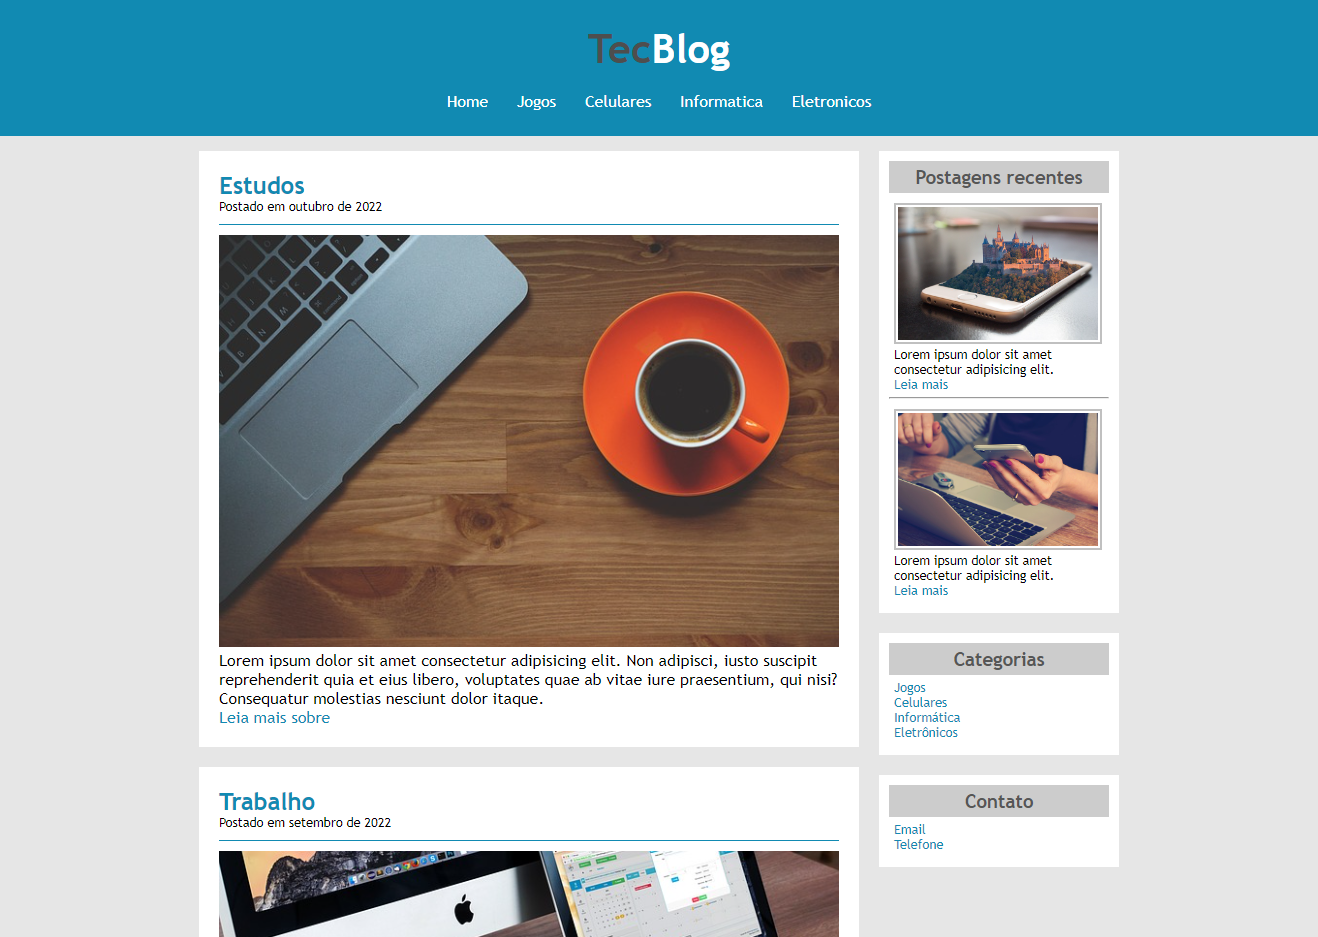 TecBlog
Home Jogos Celulares Informatica Eletronicos
Estudos
Postado em outubro de 2022
Lorem ipsum dolor sit amet consectetur adipisicing elit. Non adipisci, iusto suscipit
reprehenderit quia et eius libero, voluptates quae ab vitae iure praesentium, qui nisi?
Consequatur molestias nesciunt dolor itaque.
Leia mais sobre
Trabalho
Postado em setembro de 2022
Postagens recentes
Lorem ipsum dolor sit amet
consectetur adipisicing elit.
Leia mais
Lorem ipsum dolor sit amet
consectetur adipisicing elit.
Leia mais
Categorias
Jogos
Celulares
Informática
Eletrônicos
Contato
Email
Telefone